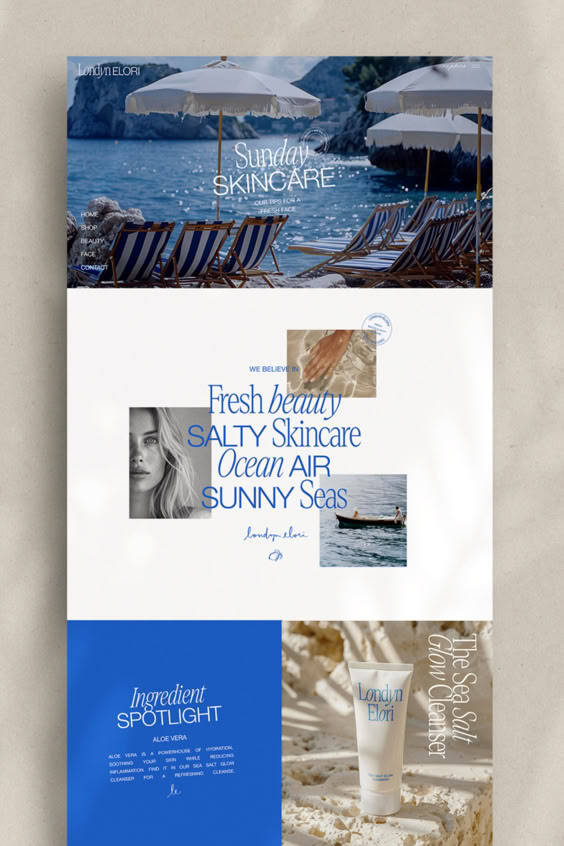 Londyn ELORI
Sunday
SKINCARE
OUR TIPS FOR A
FRESH FACE
HOME
SHOP
BEAUTY
FACE
CONTACT
WE BELIEVE IN
Fresh beauty
SALTY Skincare
Ocean AIR
SUNNY Seas
londyn elori
Ingredient
SPOTLIGHT
ALOE VERA
ALOE VERA IS A POWERHOUSE OF HYDRATION,
SOOTHING YOUR SKIN WHILE REDUCING
INFLAMMATION. FIND IT IN OUR SEA SALT GLOW
CLEANSER FOR A REFRESHING CLEANSE.
le
The Sea Salt
Glow Cleanser
Londyn
Elori